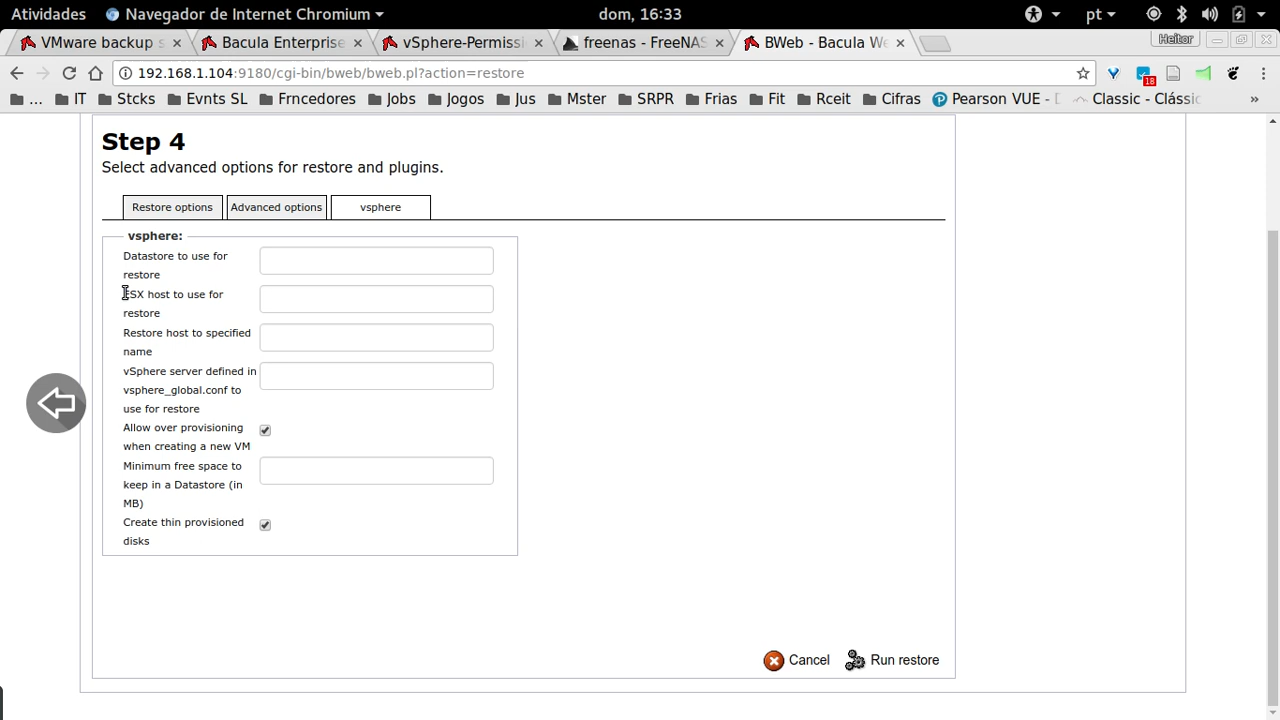 Atividades Navegador de Internet Chromium dom, 16:33 pt
VMware backup s Bacula Enterprise vSphere-Permissi freenas - FreeNAS BWeb - Bacula We Heitor
192.168.1.104:9180/cgi-bin/bweb/bweb.pl?action=restore 18
... IT Stcks Evnts SL Frncedores Jobs Jogos Jus Mster SRPR Frias Fit Rceit Cifras Pearson VUE - Classic - Clássic »
Step 4
Select advanced options for restore and plugins.
Restore options Advanced options vsphere
vsphere:
Datastore to use for
restore
ESX host to use for
restore
Restore host to specified
name
vSphere server defined in
vsphere_global.conf to
use for restore
Allow over provisioning
when creating a new VM
Minimum free space to
keep in a Datastore (in
MB)
Create thin provisioned
disks
Cancel Run restore